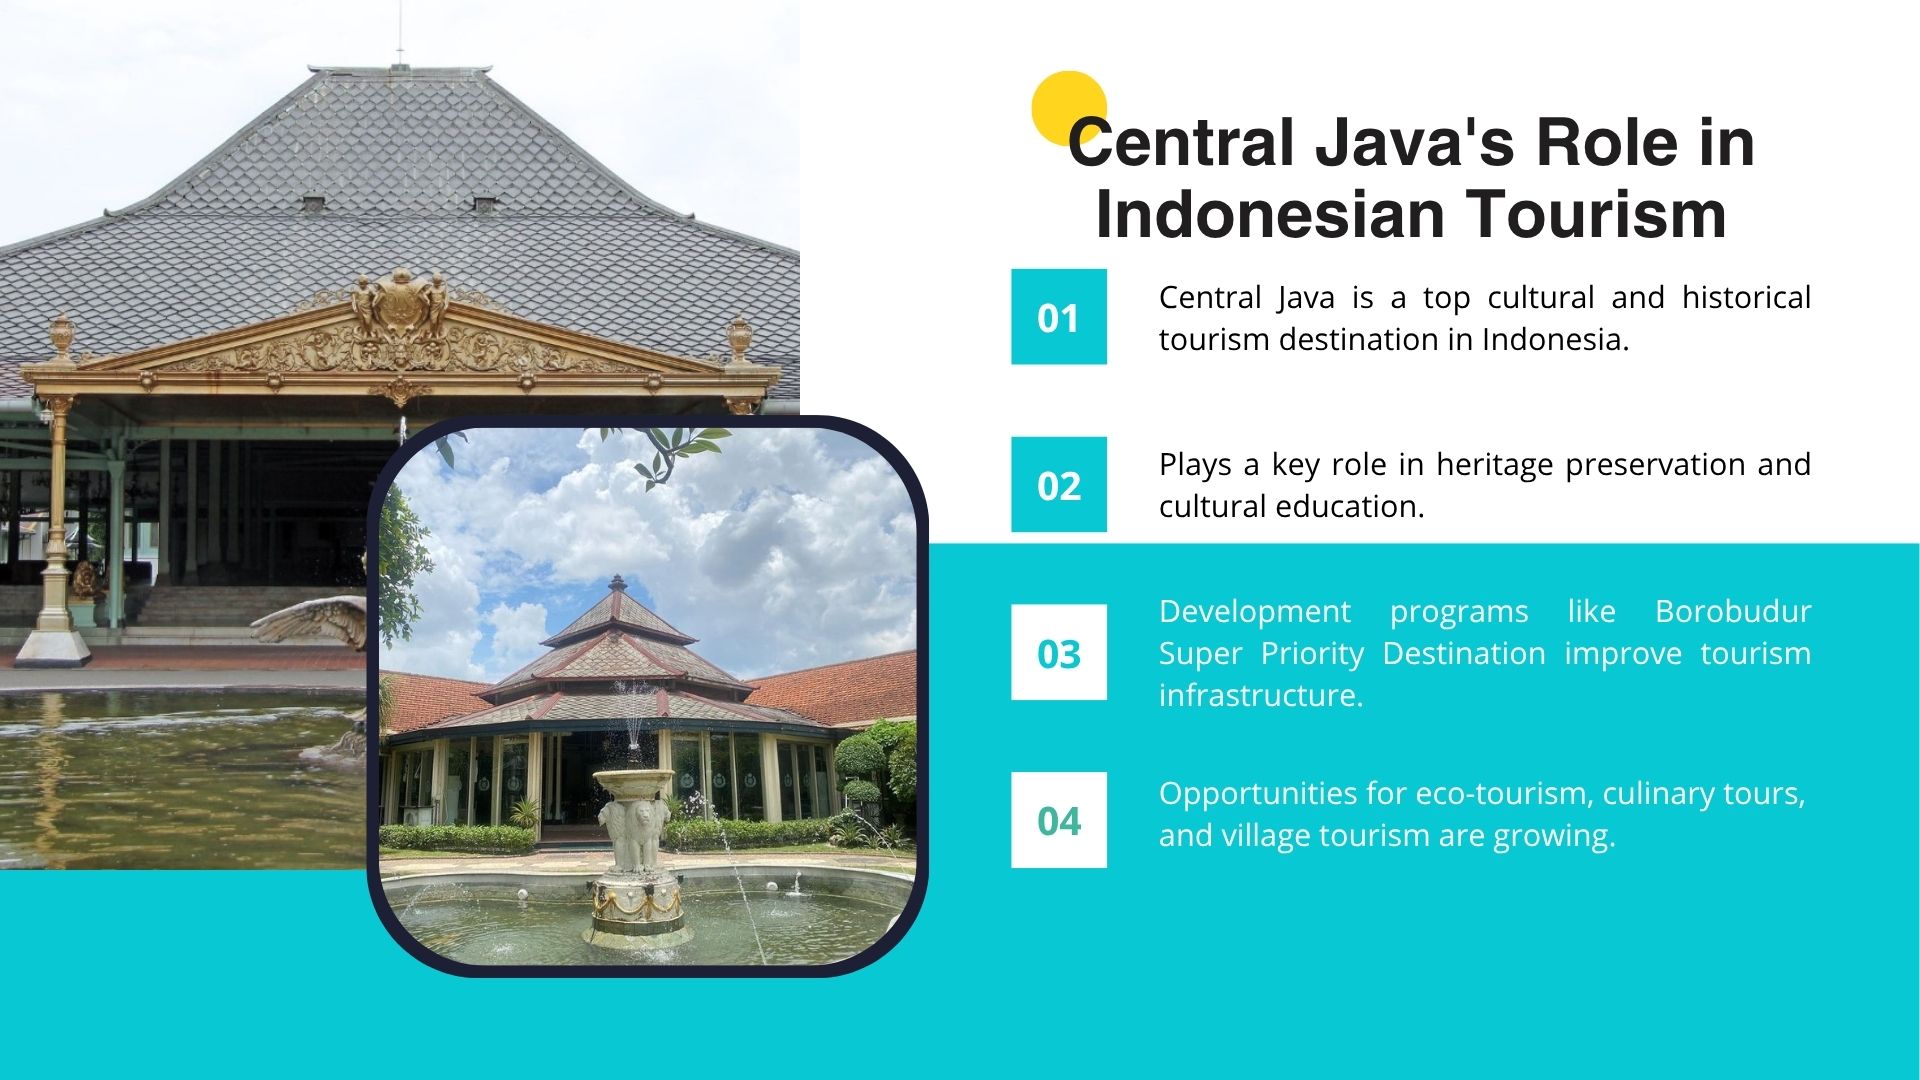 Central Java's Role in
Indonesian Tourism
01
Central Java is a top cultural and historical
tourism destination in Indonesia.
02
Plays a key role in heritage preservation and
cultural education.
03
Development programs like Borobudur
Super Priority Destination improve tourism
infrastructure.
04
Opportunities for eco-tourism, culinary tours,
and village tourism are growing.